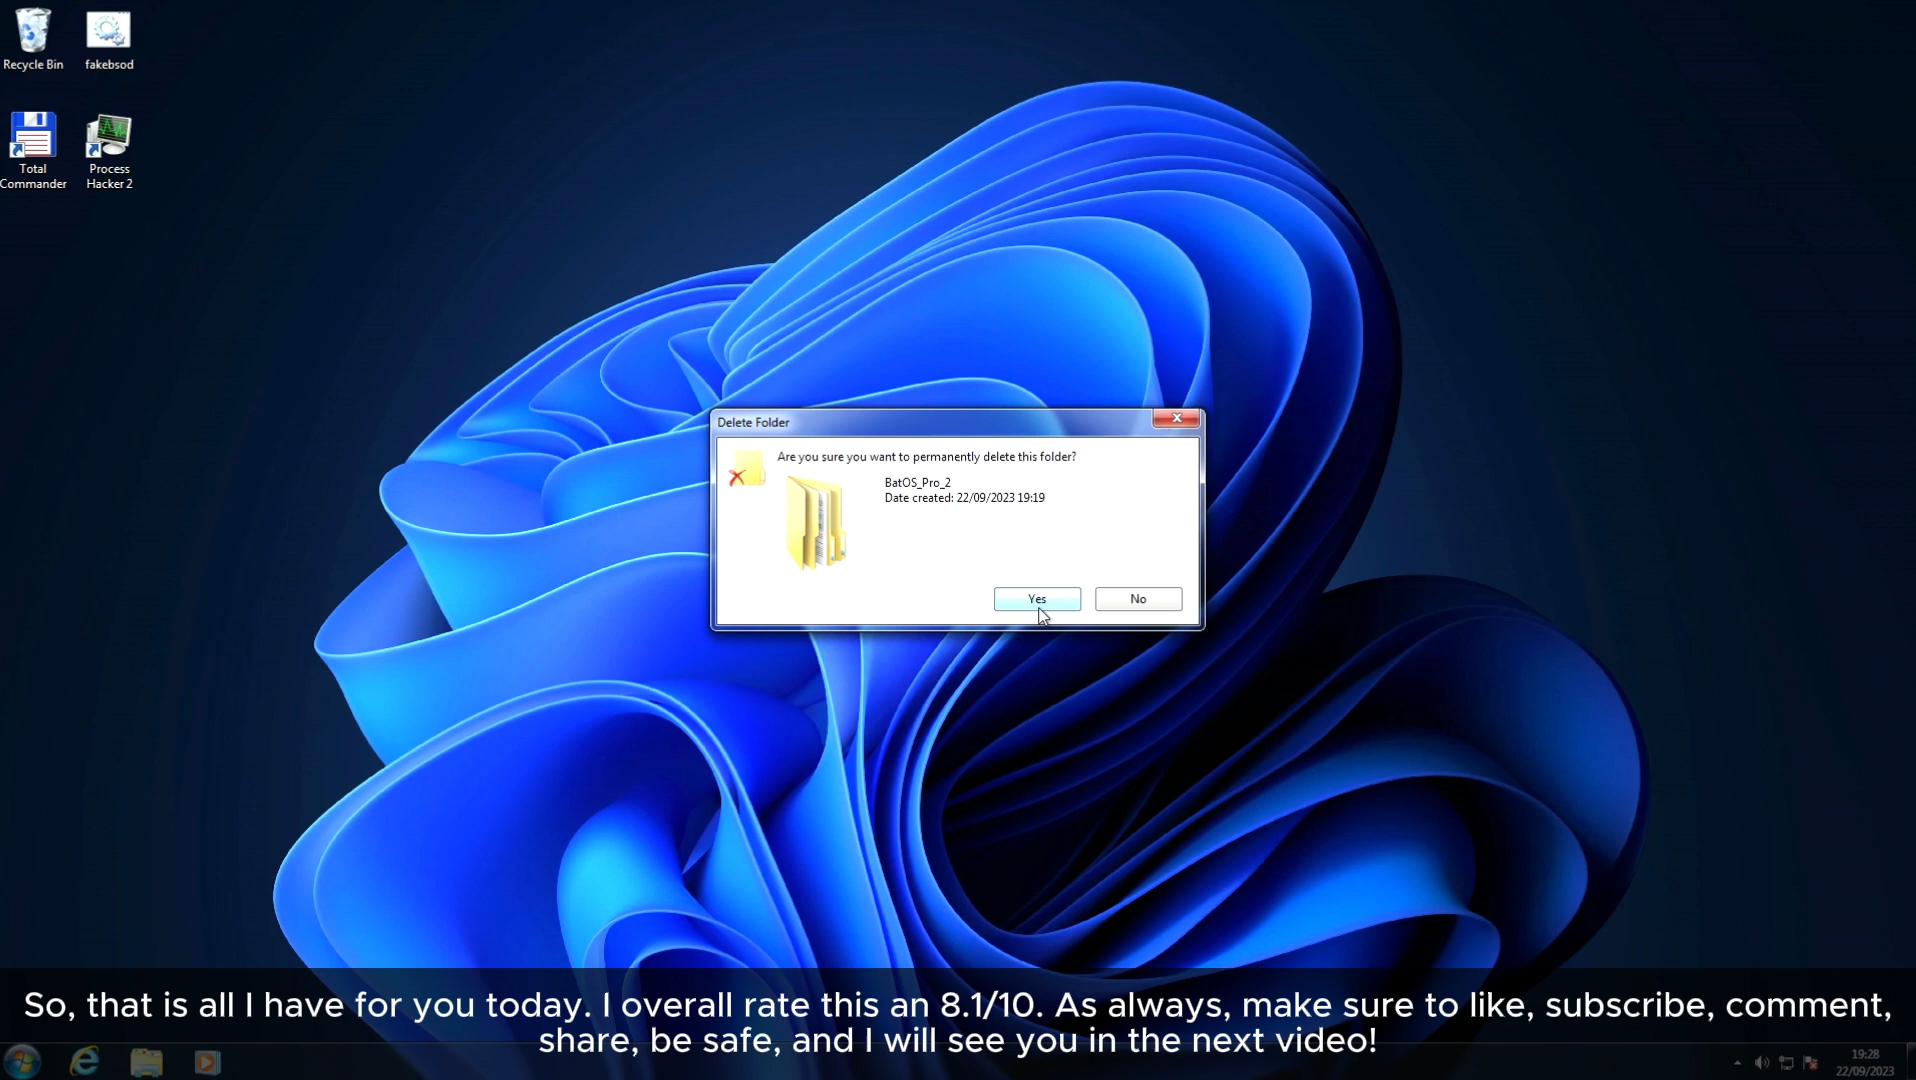 Recycle Bin
fakebsod
Total
Commander
Process
Hacker 2
Delete Folder
Are you sure you want to permanently delete this folder?
BatOS_Pro_2
Date created: 22/09/2023 19:19
Yes
No
So, that is all I have for you today. I overall rate this an 8.1/10. As always, make sure to like, subscribe, comment,
share, be safe, and I will see you in the next video!
19:28
22/09/2023